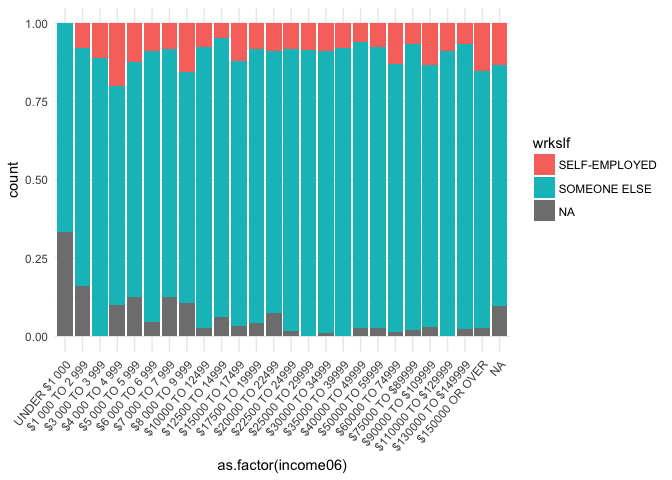 1.00
0.75
0.50
0.25
0.00
count
UNDER $1 000
$1 000 TO 2 999
$3 000 TO 3 999
$4 000 TO 4 999
$5 000 TO 5 999
$6 000 TO 6 999
$7 000 TO 7 999
$8 000 TO 9 999
$10000 TO 12499
$12500 TO 14999
$15000 TO 17499
$17500 TO 19999
$20000 TO 22499
$22500 TO 24999
$25000 TO 29999
$30000 TO 34999
$35000 TO 39999
$40000 TO 49999
$50000 TO 59999
$60000 TO 74999
$75000 TO $89999
$90000 TO $109999
$110000 TO $129999
$130000 TO $149999
$150000 OR OVER
NA
as.factor(income06)
wrkslf
SELF-EMPLOYED
SOMEONE ELSE
NA